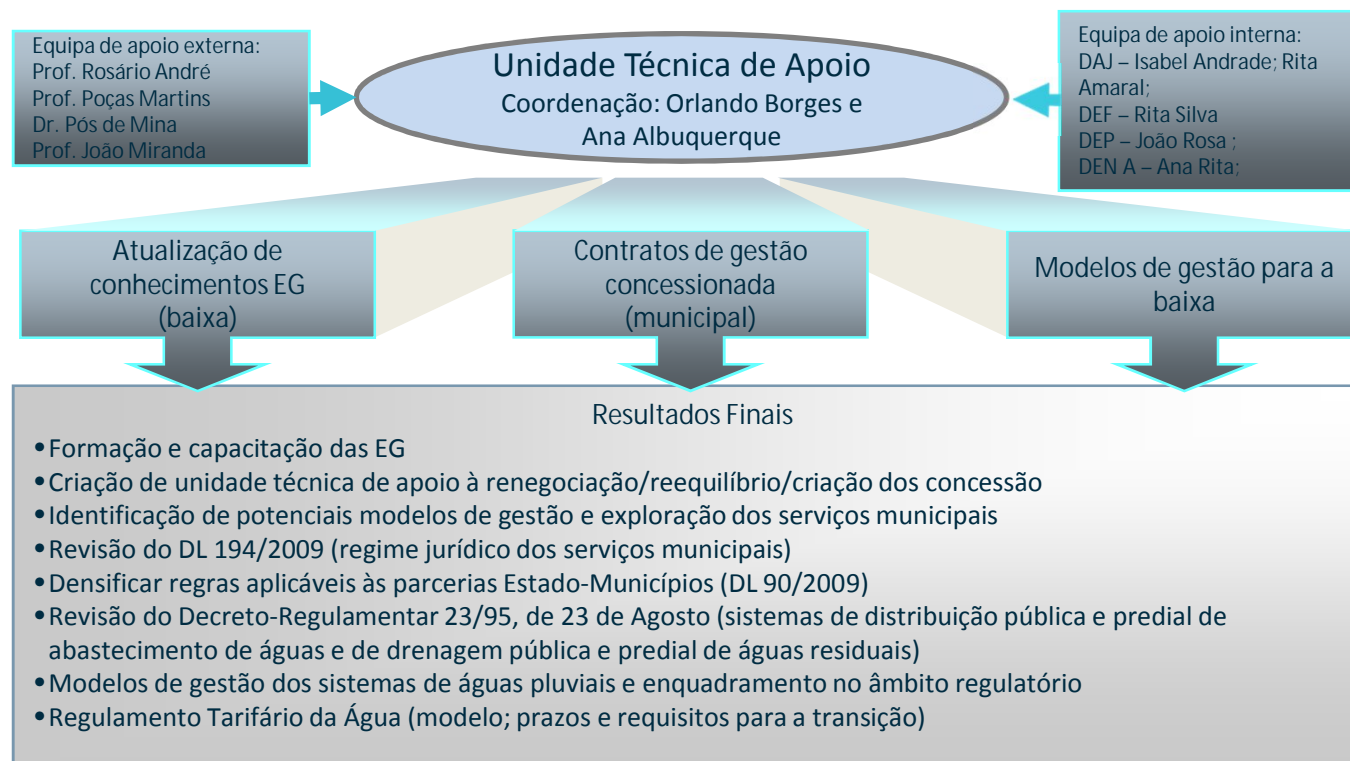 Equipa de apoio externa:
Prof. Rosário André
Prof. Poças Martins
Dr. Pós de Mina
Prof. João Miranda
Unidade Técnica de Apoio
Coordenação: Orlando Borges e
Ana Albuquerque
Equipa de apoio interna:
DAJ – Isabel Andrade; Rita
Amaral;
DEF – Rita Silva
DEP – João Rosa ;
DEN A – Ana Rita;
Atualização de
conhecimentos EG
(baixa)
Contratos de gestão
concessionada
(municipal)
Modelos de gestão para a
baixa
Resultados Finais
•Formação e capacitação das EG
•Criação de unidade técnica de apoio à renegociação/reequilíbrio/criação dos concessão
•Identificação de potenciais modelos de gestão e exploração dos serviços municipais
•Revisão do DL 194/2009 (regime jurídico dos serviços municipais)
•Densificar regras aplicáveis às parcerias Estado-Municípios (DL 90/2009)
•Revisão do Decreto-Regulamentar 23/95, de 23 de Agosto (sistemas de distribuição pública e predial de
abastecimento de águas e de drenagem pública e predial de águas residuais)
•Modelos de gestão dos sistemas de águas pluviais e enquadramento no âmbito regulatório
•Regulamento Tarifário da Água (modelo; prazos e requisitos para a transição)